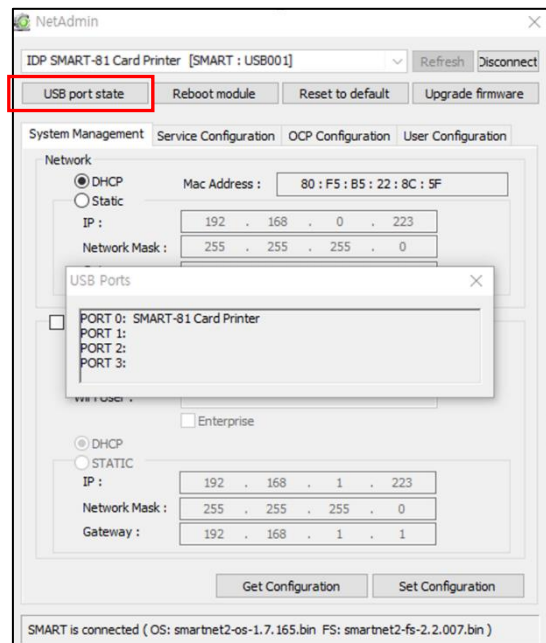 NetAdmin
IDP SMART-81 Card Printer [SMART : USB001]
Refresh
Disconnect
USB port state
Reboot module
Reset to default
Upgrade firmware
System Management
Service Configuration
OCP Configuration
User Configuration
Network
DHCP
Mac Address :
80 : F5 : B5 : 22 : 8C : 5F
Static
IP :
192 . 168 . 0 . 223
Network Mask :
255 . 255 . 255 . 0
USB Ports
PORT 0: SMART-81 Card Printer
PORT 1:
PORT 2:
PORT 3:
Enterprise
DHCP
STATIC
IP :
192 . 168 . 1 . 223
Network Mask :
255 . 255 . 255 . 0
Gateway :
192 . 168 . 1 . 1
Get Configuration
Set Configuration
SMART is connected ( OS: smartnet2-os-1.7.165.bin FS: smartnet2-fs-2.2.007.bin )